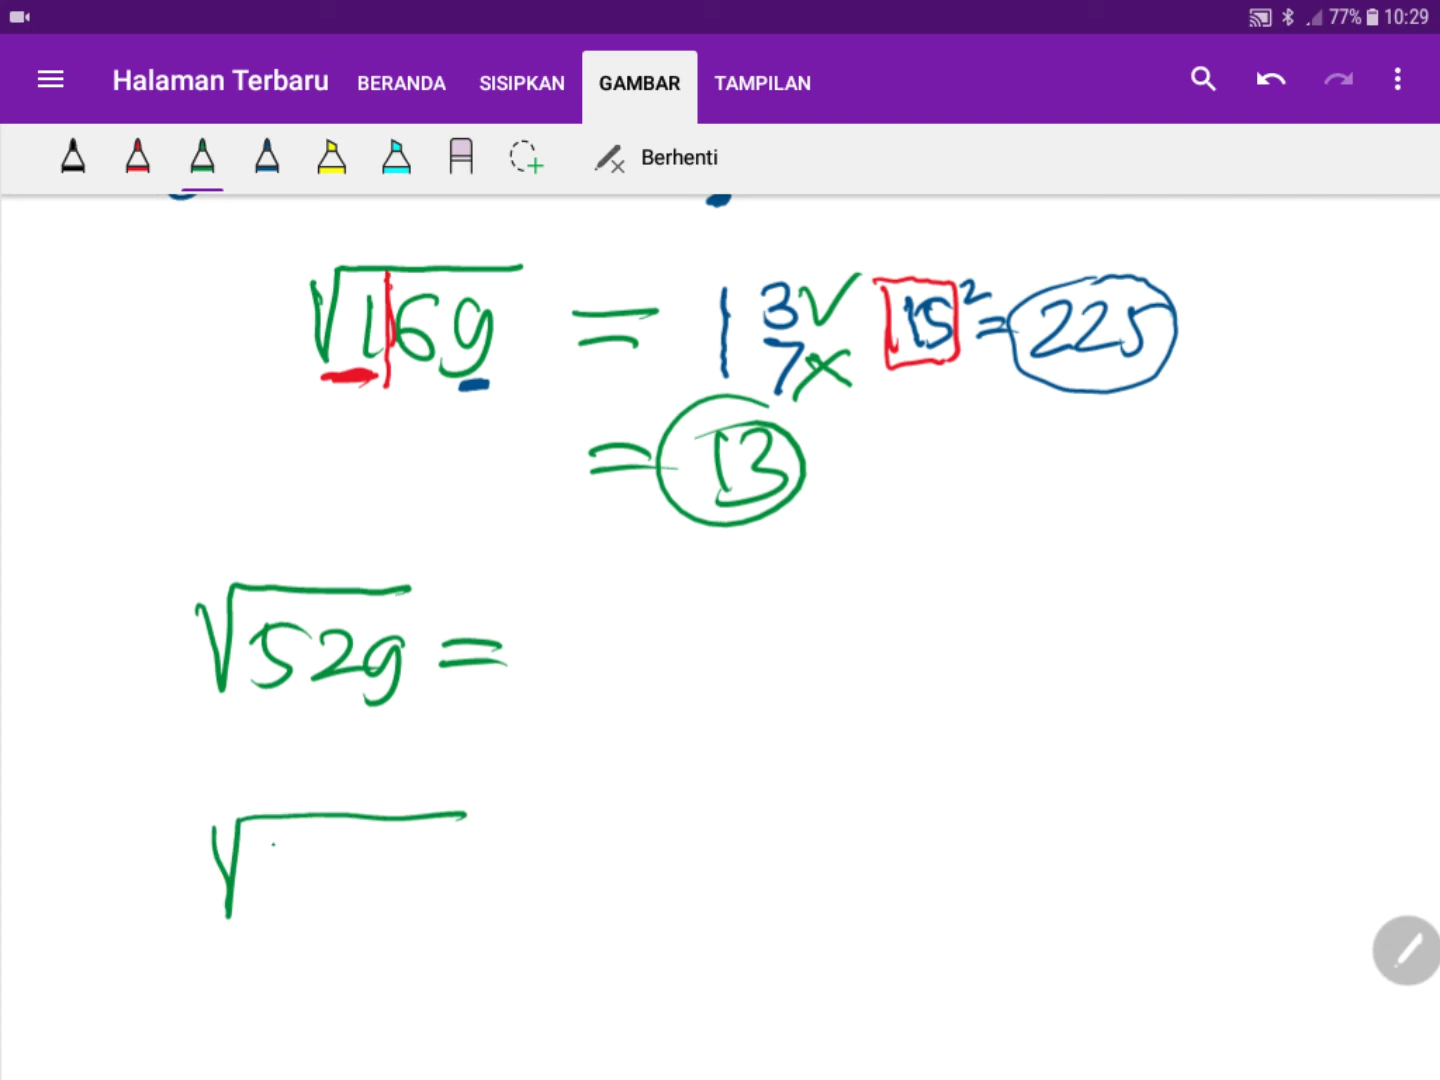 77% 10:29
Halaman Terbaru BERANDA SISIPKAN GAMBAR TAMPILAN
Berhenti
√169 = 1 3✓ 15² = 225
7×
= 13
√529 =
√